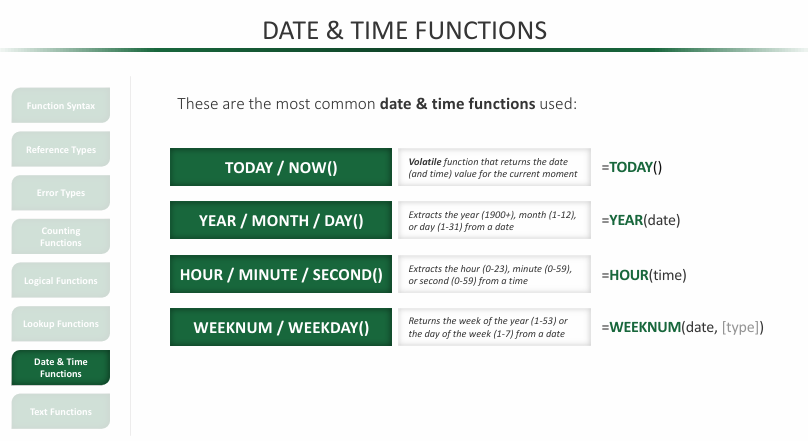 DATE & TIME FUNCTIONS
Function Syntax
Reference Types
Error Types
Counting
Functions
Logical Functions
Lookup Functions
Date & Time
Functions
Text Functions
These are the most common date & time functions used:
TODAY / NOW()
Volatile function that returns the date
(and time) value for the current moment
=TODAY()
YEAR / MONTH / DAY()
Extracts the year (1900+), month (1-12),
or day (1-31) from a date
=YEAR(date)
HOUR / MINUTE / SECOND()
Extracts the hour (0-23), minute (0-59),
or second (0-59) from a time
=HOUR(time)
WEEKNUM / WEEKDAY()
Returns the week of the year (1-53) or
the day of the week (1-7) from a date
=WEEKNUM(date, [type])